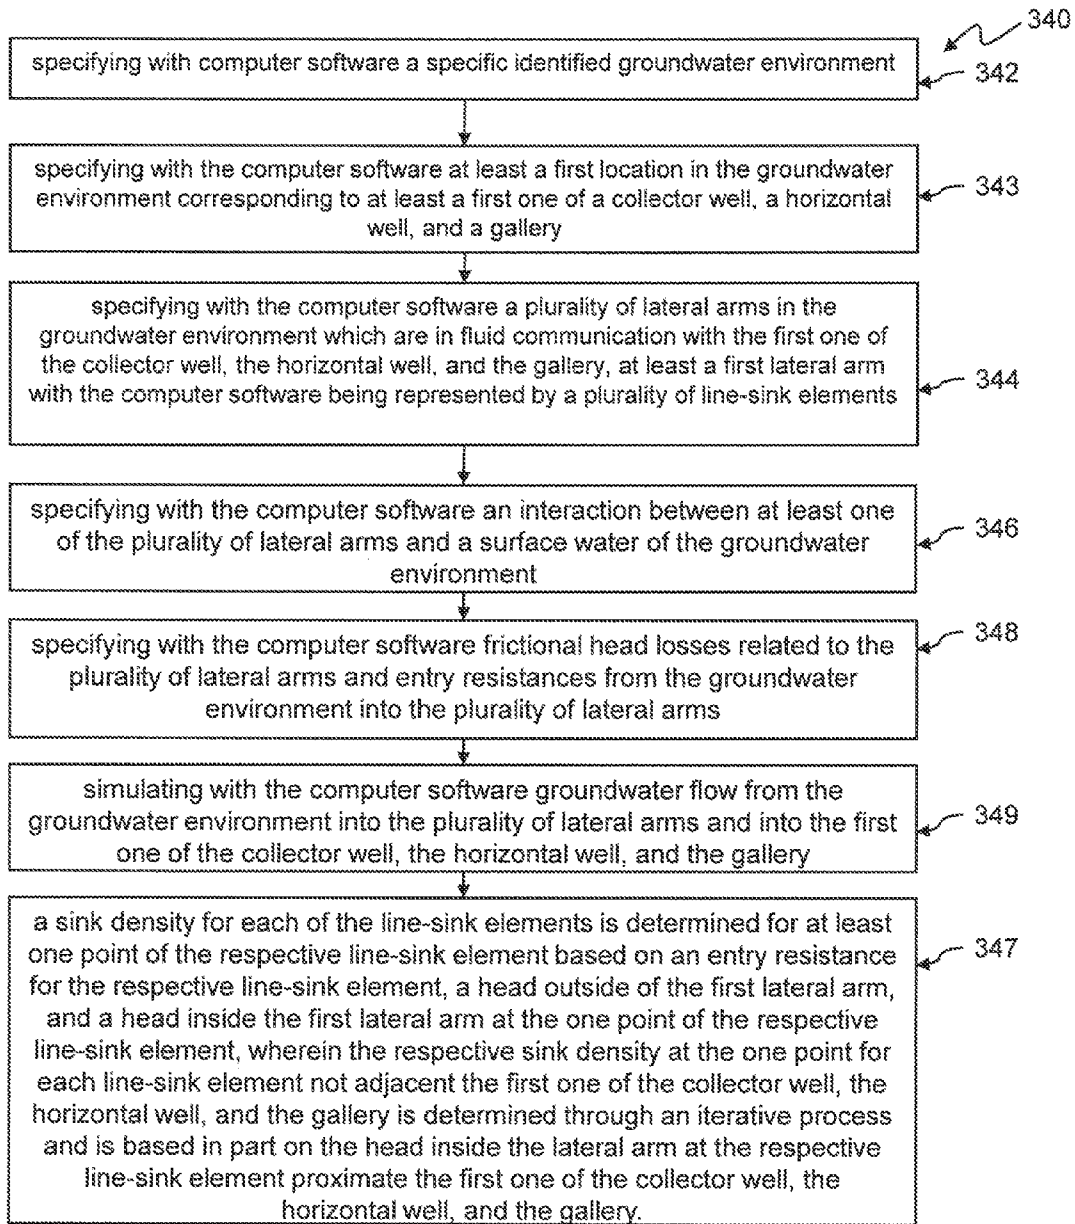 340
specifying with computer software a specific identified groundwater environment
342
specifying with the computer software at least a first location in the groundwater
environment corresponding to at least a first one of a collector well, a horizontal
well, and a gallery
343
specifying with the computer software a plurality of lateral arms in the
groundwater environment which are in fluid communication with the first one of
the collector well, the horizontal well, and the gallery, at least a first lateral arm
with the computer software being represented by a plurality of line-sink elements
344
specifying with the computer software an interaction between at least one
of the plurality of lateral arms and a surface water of the groundwater
environment
346
specifying with the computer software frictional head losses related to the
plurality of lateral arms and entry resistances from the groundwater
environment into the plurality of lateral arms
348
simulating with the computer software groundwater flow from the
groundwater environment into the plurality of lateral arms and into the first
one of the collector well, the horizontal well, and the gallery
349
a sink density for each of the line-sink elements is determined for at least
one point of the respective line-sink element based on an entry resistance
for the respective line-sink element, a head outside of the first lateral arm,
and a head inside the first lateral arm at the one point of the respective
line-sink element, wherein the respective sink density at the one point for
each line-sink element not adjacent the first one of the collector well, the
horizontal well, and the gallery is determined through an iterative process
and is based in part on the head inside the lateral arm at the respective
line-sink element proximate the first one of the collector well, the
horizontal well, and the gallery.
347